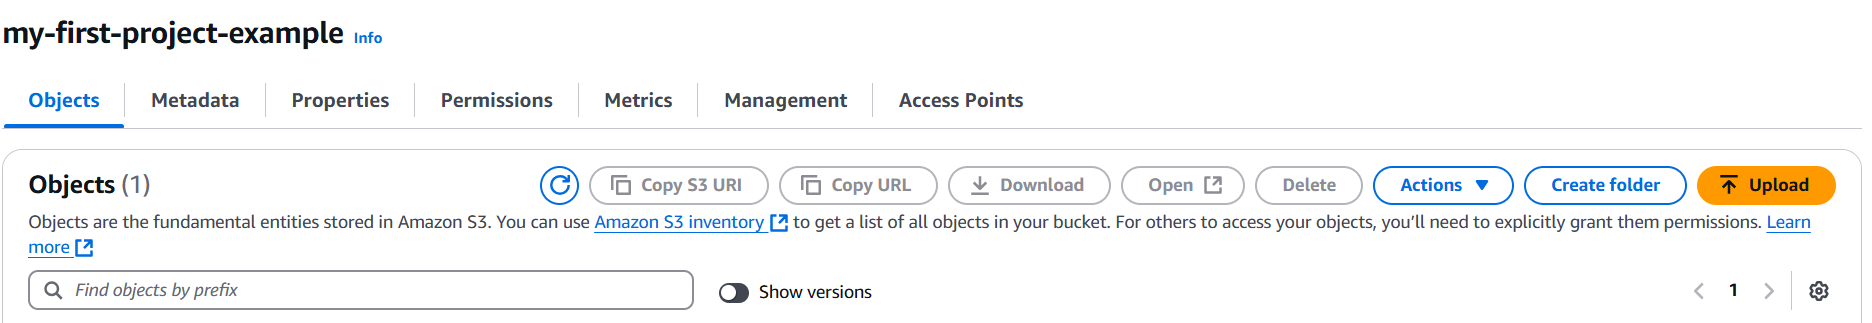 my-first-project-example Info
Objects Metadata Properties Permissions Metrics Management Access Points
Objects (1) Copy S3 URI Copy URL Download Open Delete Actions Create folder Upload
Objects are the fundamental entities stored in Amazon S3. You can use Amazon S3 inventory to get a list of all objects in your bucket. For others to access your objects, you’ll need to explicitly grant them permissions. Learn
more
Find objects by prefix Show versions 1